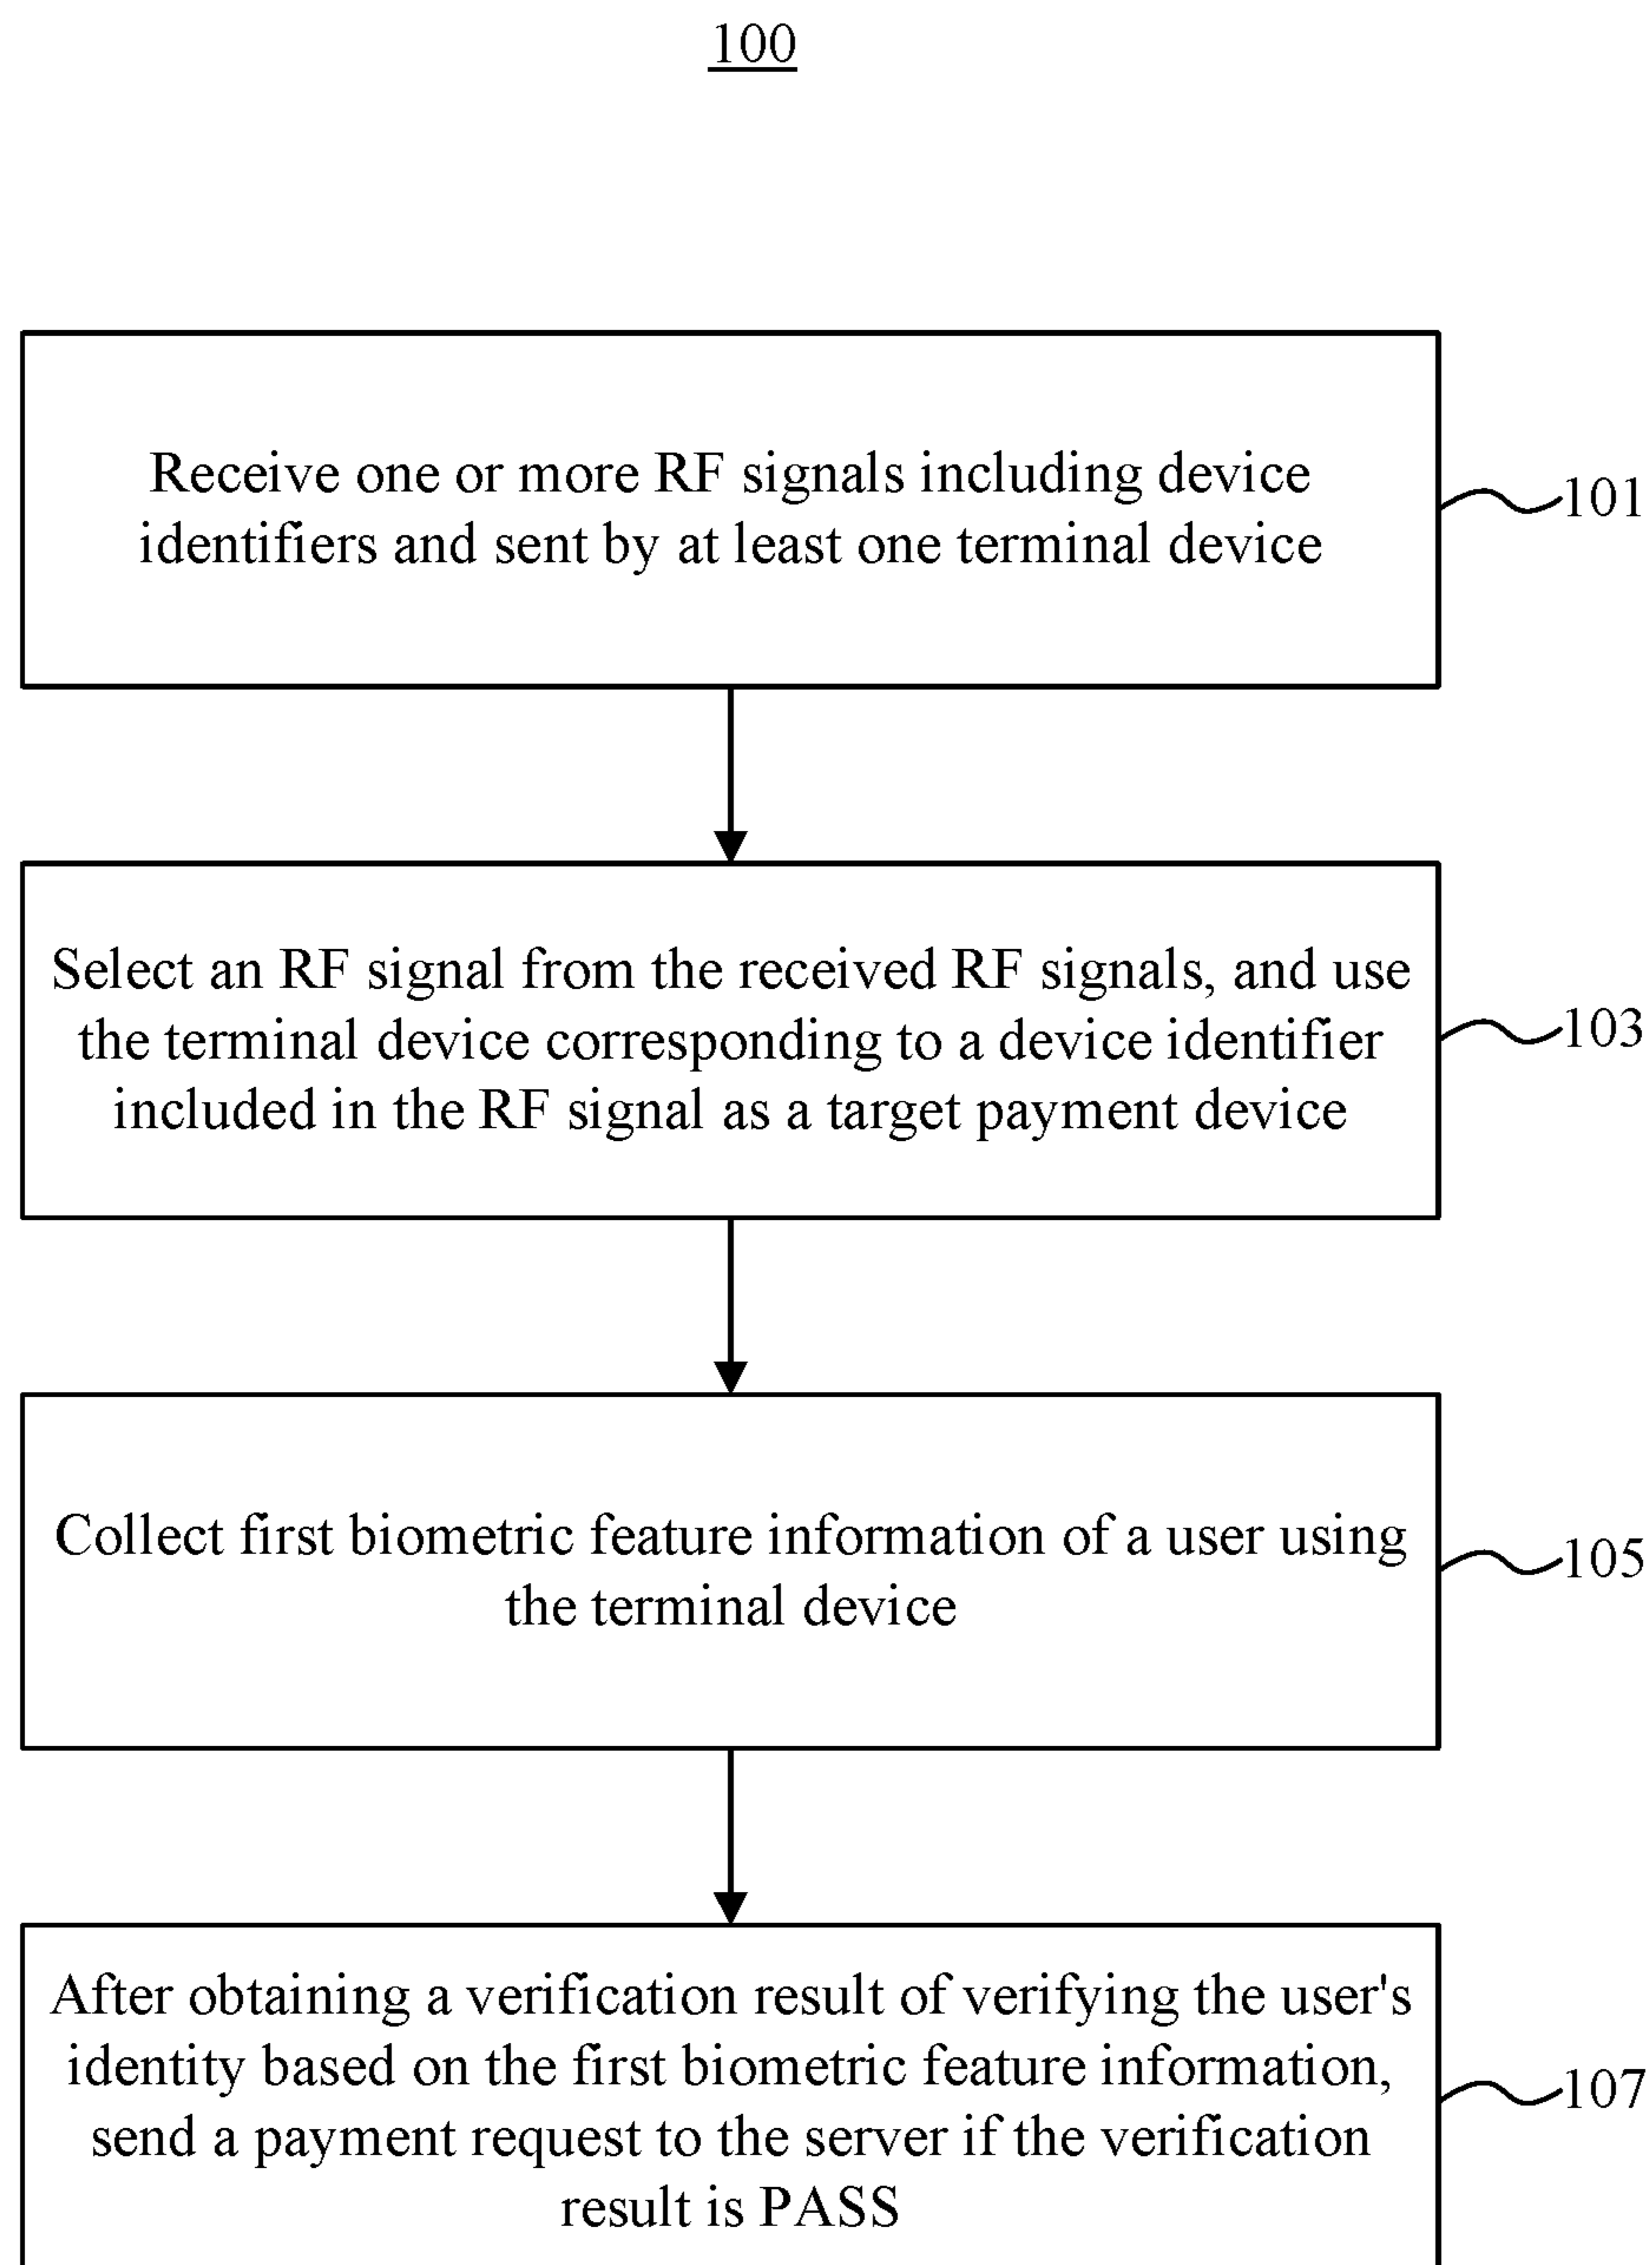 100
Receive one or more RF signals including device
identifiers and sent by at least one terminal device
101
Select an RF signal from the received RF signals, and use
the terminal device corresponding to a device identifier
included in the RF signal as a target payment device
103
Collect first biometric feature information of a user using
the terminal device
105
After obtaining a verification result of verifying the user's
identity based on the first biometric feature information,
send a payment request to the server if the verification
result is PASS
107